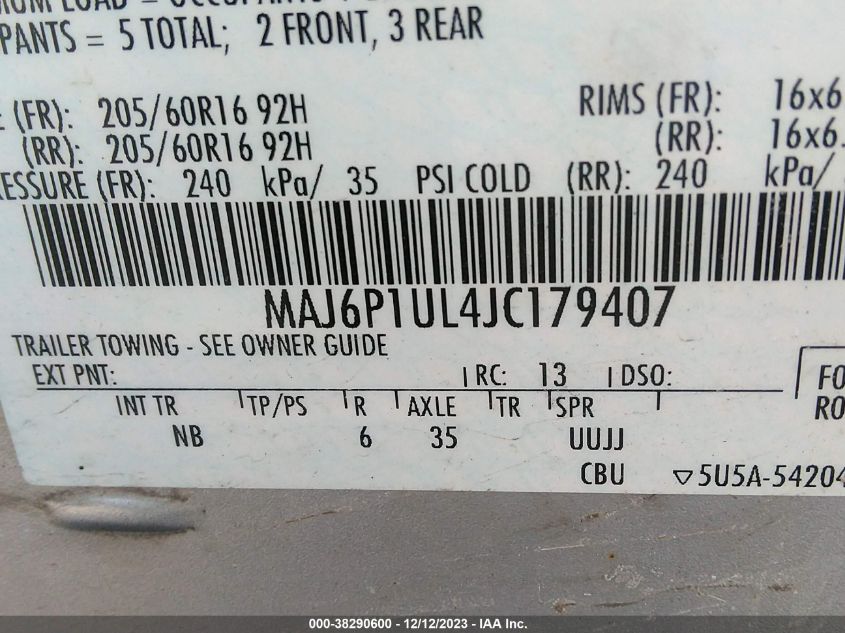 = OCCUPANTS
PANTS = 5 TOTAL; 2 FRONT, 3 REAR
(FR): 205/60R16 92H RIMS (FR): 16x6
(RR): 205/60R16 92H (RR): 16x6.
ESSURE (FR): 240 kPa/ 35 PSI COLD (RR): 240 kPa/
MAJ6P1UL4JC179407
TRAILER TOWING - SEE OWNER GUIDE
EXT PNT: RC: 13 DSO: FO
INT TR TP/PS R AXLE TR SPR RO
NB 6 35 UUJJ
CBU ▽5U5A-54204
000-38290600 - 12/12/2023 - IAA Inc.